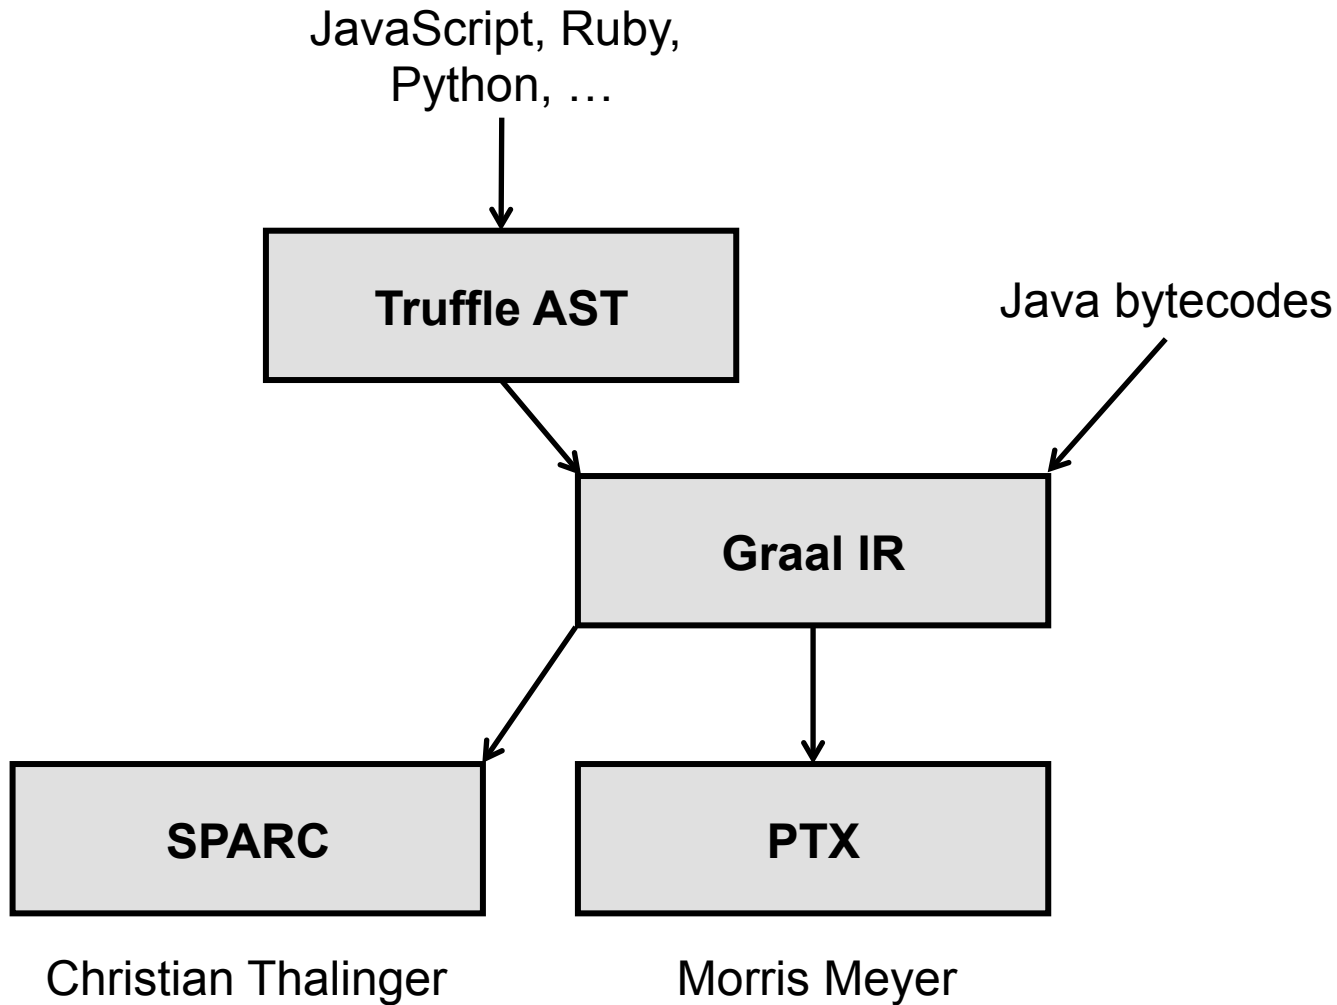 JavaScript, Ruby,
Python, …
Truffle AST
Java bytecodes
Graal IR
SPARC
PTX
Christian Thalinger
Morris Meyer